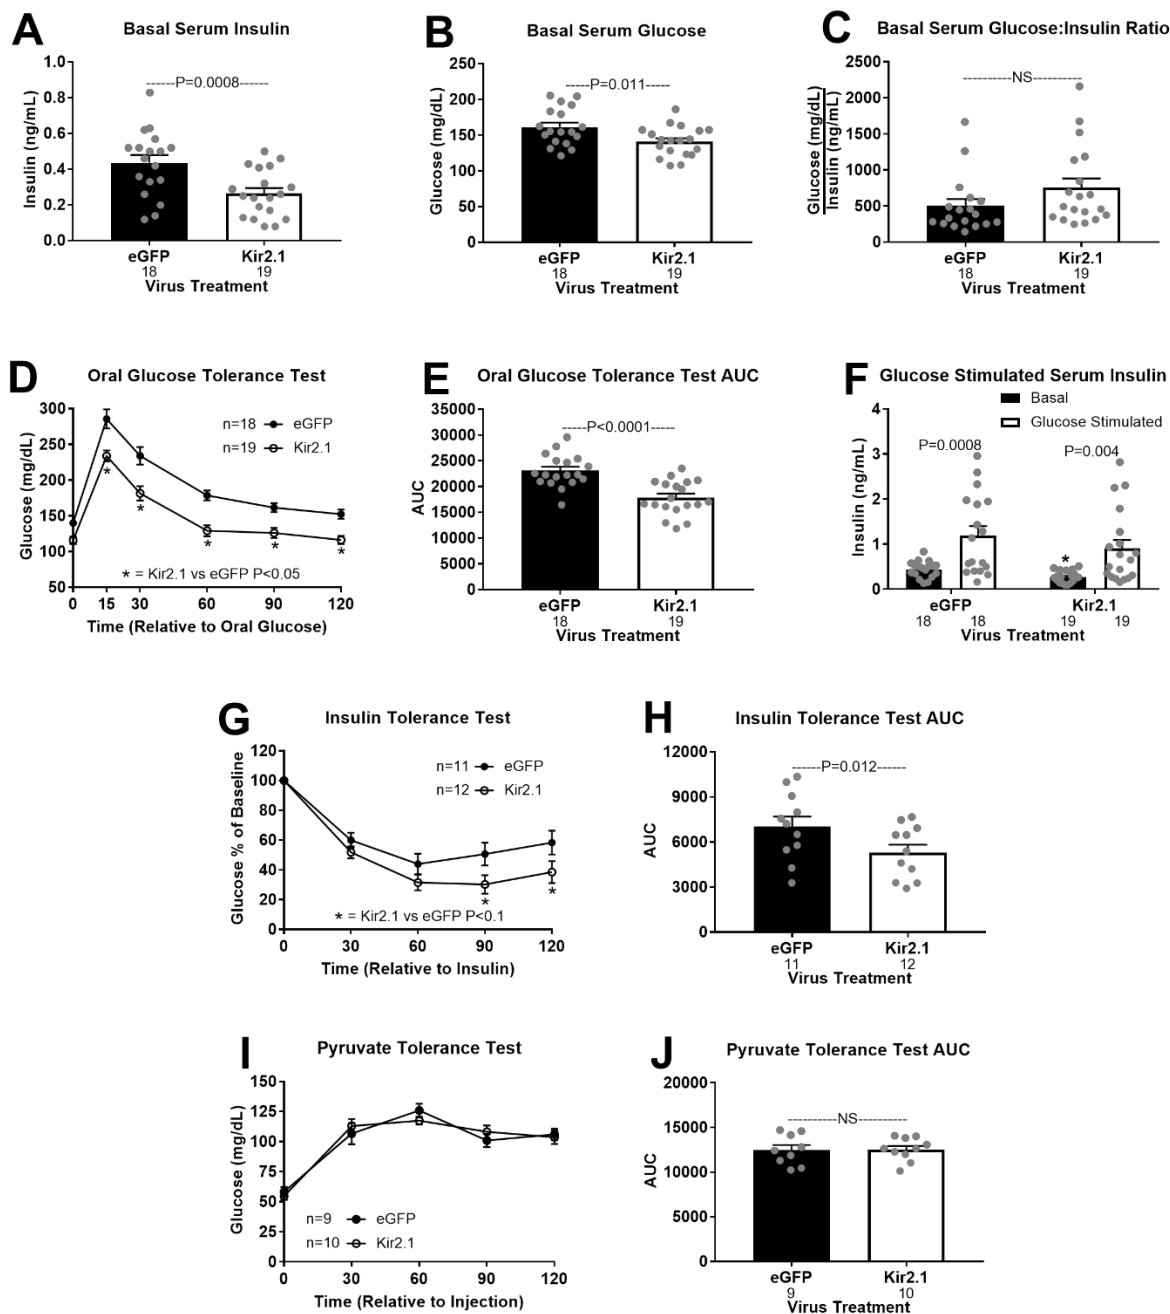 A
Basal Serum Insulin
Insulin (ng/mL)
1.0
0.8
0.6
0.4
0.2
0.0
------P=0.0008------
eGFP Kir2.1
18 19
Virus Treatment
B
Basal Serum Glucose
Glucose (mg/dL)
250
200
150
100
50
0
-----P=0.011-----
eGFP Kir2.1
18 19
Virus Treatment
C
Basal Serum Glucose:Insulin Ratio
Glucose (mg/dL)
Insulin (ng/mL)
2500
2000
1500
1000
500
0
-----------NS----------
eGFP Kir2.1
18 19
Virus Treatment
D
Oral Glucose Tolerance Test
Glucose (mg/dL)
300
250
200
150
100
50
n=18 eGFP
n=19 Kir2.1
* * * * *
* = Kir2.1 vs eGFP P<0.05
0 15 30 60 90 120
Time (Relative to Oral Glucose)
E
Oral Glucose Tolerance Test AUC
AUC
35000
30000
25000
20000
15000
10000
5000
0
-----P<0.0001-----
eGFP Kir2.1
18 19
Virus Treatment
F
Glucose Stimulated Serum Insulin
Basal
Glucose Stimulated
Insulin (ng/mL)
4
3
2
1
0
P=0.0008 P=0.004
*
eGFP Kir2.1
18 18 19 19
Virus Treatment
G
Insulin Tolerance Test
Glucose % of Baseline
120
100
80
60
40
20
0
n=11 eGFP
n=12 Kir2.1
* *
* = Kir2.1 vs eGFP P<0.1
0 30 60 90 120
Time (Relative to Insulin)
H
Insulin Tolerance Test AUC
AUC
12000
9000
6000
3000
0
------P=0.012------
eGFP Kir2.1
11 12
Virus Treatment
I
Pyruvate Tolerance Test
Glucose (mg/dL)
150
125
100
75
50
25
0
n=9 eGFP
n=10 Kir2.1
0 30 60 90 120
Time (Relative to Injection)
J
Pyruvate Tolerance Test AUC
AUC
20000
15000
10000
5000
0
-----------NS-----------
eGFP Kir2.1
9 10
Virus Treatment